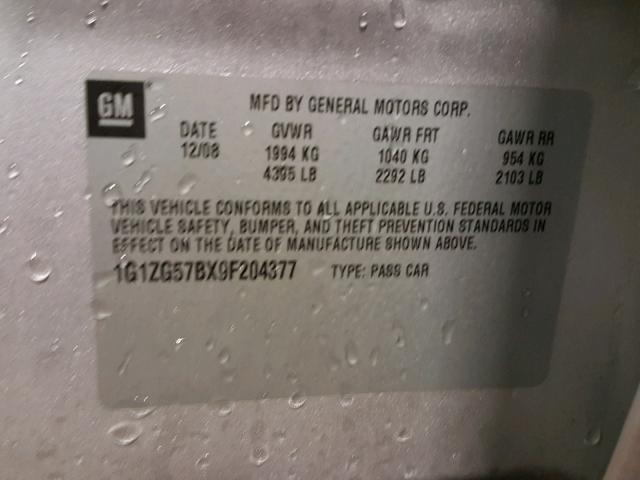 GM
MFD BY GENERAL MOTORS CORP.
DATE GVWR GAWR FRT GAWR RR
12/08 1994 KG 1040 KG 954 KG
4395 LB 2292 LB 2103 LB
THIS VEHICLE CONFORMS TO ALL APPLICABLE U.S. FEDERAL MOTOR
VEHICLE SAFETY, BUMPER, AND THEFT PREVENTION STANDARDS IN
EFFECT ON THE DATE OF MANUFACTURE SHOWN ABOVE.
1G1ZG57BX9F204377 TYPE: PASS CAR